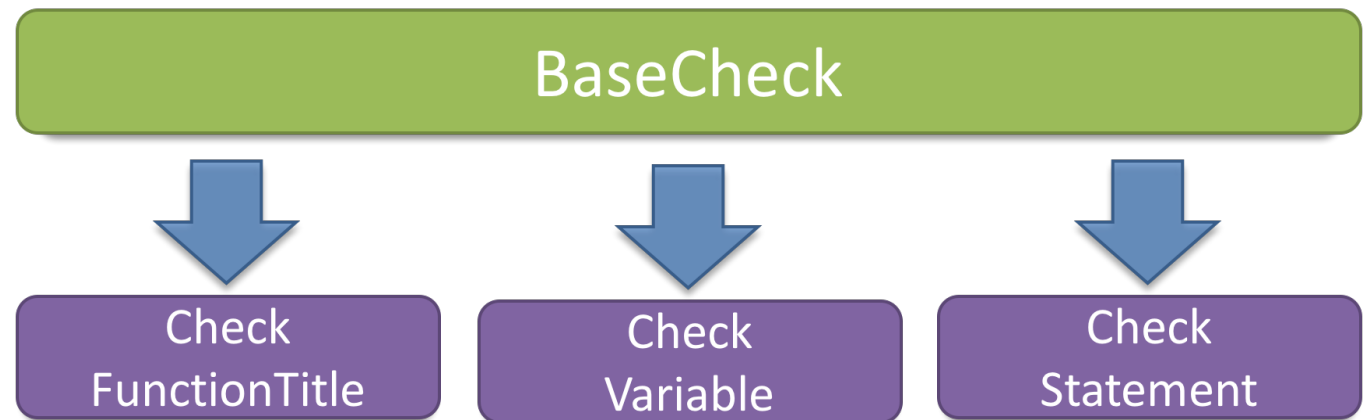 BaseCheck
Check
FunctionTitle
Check
Variable
Check
Statement